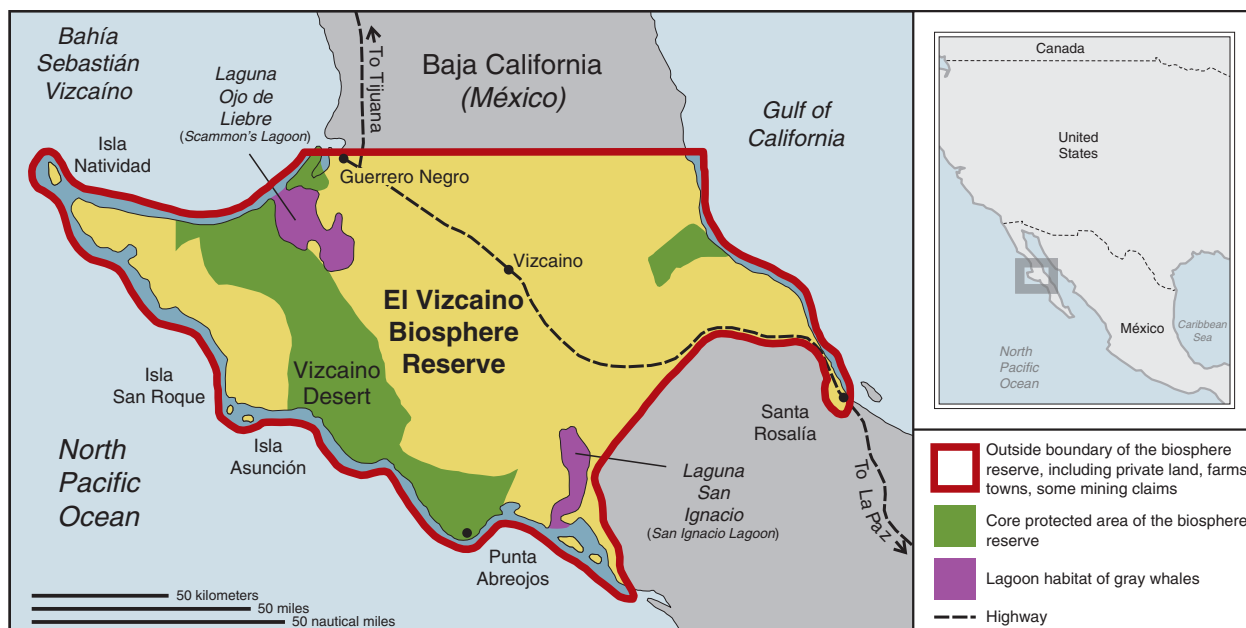 Bahía
Sebastián
Vizcaíno
Laguna
Ojo de
Liebre
(Scammon's Lagoon)
To Tijuana
Baja California
(México)
Gulf of
California
Isla
Natividad
Guerrero Negro
Vizcaino
El Vizcaino
Biosphere
Reserve
Vizcaino
Desert
Isla
San Roque
Isla
Asunción
North
Pacific
Ocean
Santa
Rosalía
Laguna
San
Ignacio
(San Ignacio Lagoon)
To La Paz
Punta
Abreojos
50 kilometers
50 miles
50 nautical miles
Canada
United
States
México
Caribbean
Sea
North
Pacific
Ocean
Outside boundary of the biosphere
reserve, including private land, farms
towns, some mining claims
Core protected area of the biosphere
reserve
Lagoon habitat of gray whales
Highway